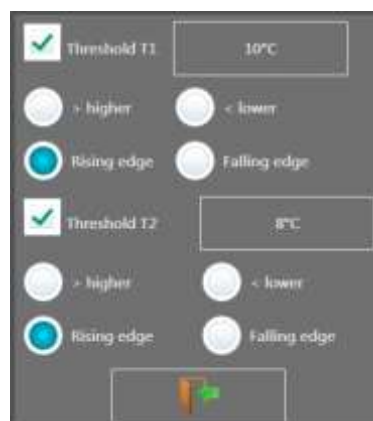 Threshold T1 10°C
> higher < lower
Rising edge Falling edge
Threshold T2 8°C
> higher < lower
Rising edge Falling edge